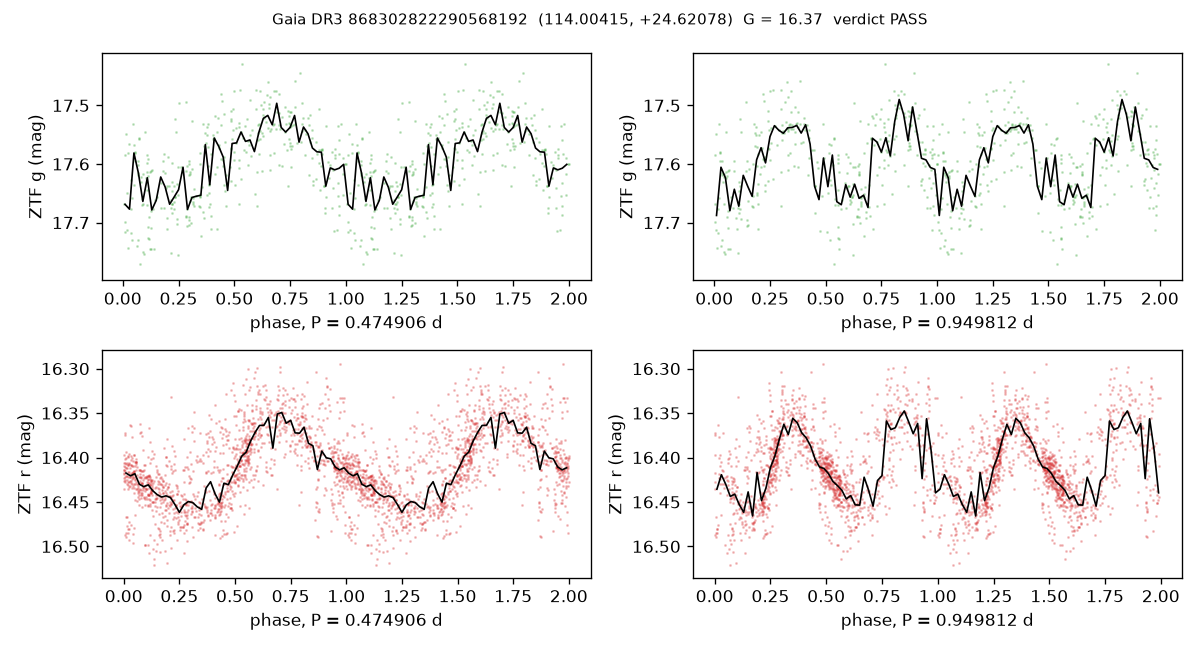 Gaia DR3 868302822290568192 (114.00415, +24.62078) G = 16.37 verdict PASS
ZTF g (mag)
17.5
17.6
17.7
0.00 0.25 0.50 0.75 1.00 1.25 1.50 1.75 2.00
phase, P = 0.474906 d
ZTF g (mag)
17.5
17.6
17.7
0.00 0.25 0.50 0.75 1.00 1.25 1.50 1.75 2.00
phase, P = 0.949812 d
ZTF r (mag)
16.30
16.35
16.40
16.45
16.50
0.00 0.25 0.50 0.75 1.00 1.25 1.50 1.75 2.00
phase, P = 0.474906 d
ZTF r (mag)
16.30
16.35
16.40
16.45
16.50
0.00 0.25 0.50 0.75 1.00 1.25 1.50 1.75 2.00
phase, P = 0.949812 d